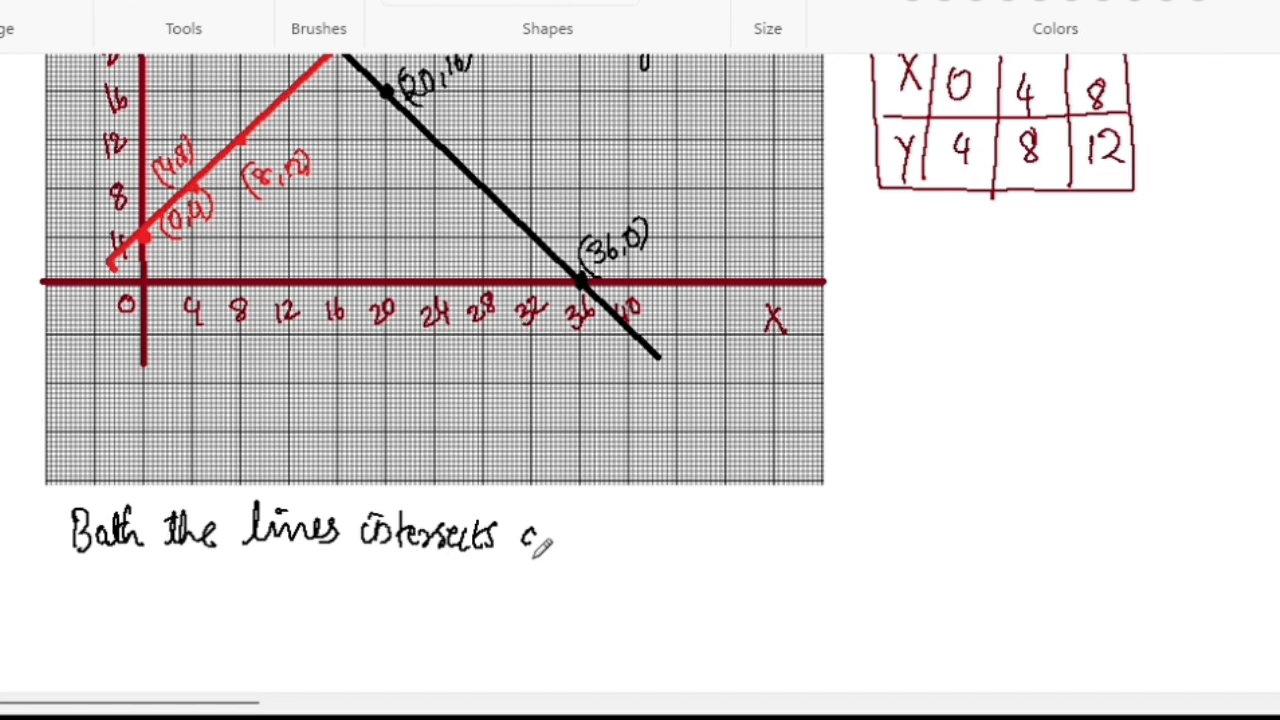 Tools Brushes Shapes Size Colors
16 (20,16)
12
8 (4,8) (8,12)
4 (0,4) (36,0)
0 4 8 12 16 20 24 28 32 36 40 X
X 0 4 8
Y 4 8 12
Both the lines intersects